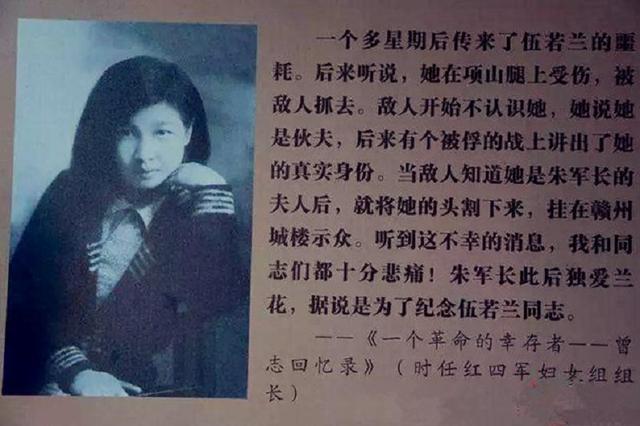 一个多星期后传来了伍若兰的噩
耗。后来听说，她在项山腿上受伤，被
敌人抓去。敌人开始不认识她，她说她
是伙夫，后来有个被俘的战上讲出了她
的真实身份。当敌人知道她是朱军长的
夫人后，就将她的头割下来，挂在赣州
城楼示众。听到这不幸的消息，我和同
志们都十分悲痛！朱军长此后独爱兰
花，据说是为了纪念伍若兰同志。
——《一个革命的幸存者——曾
志回忆录》（时任红四军妇女组组
长）